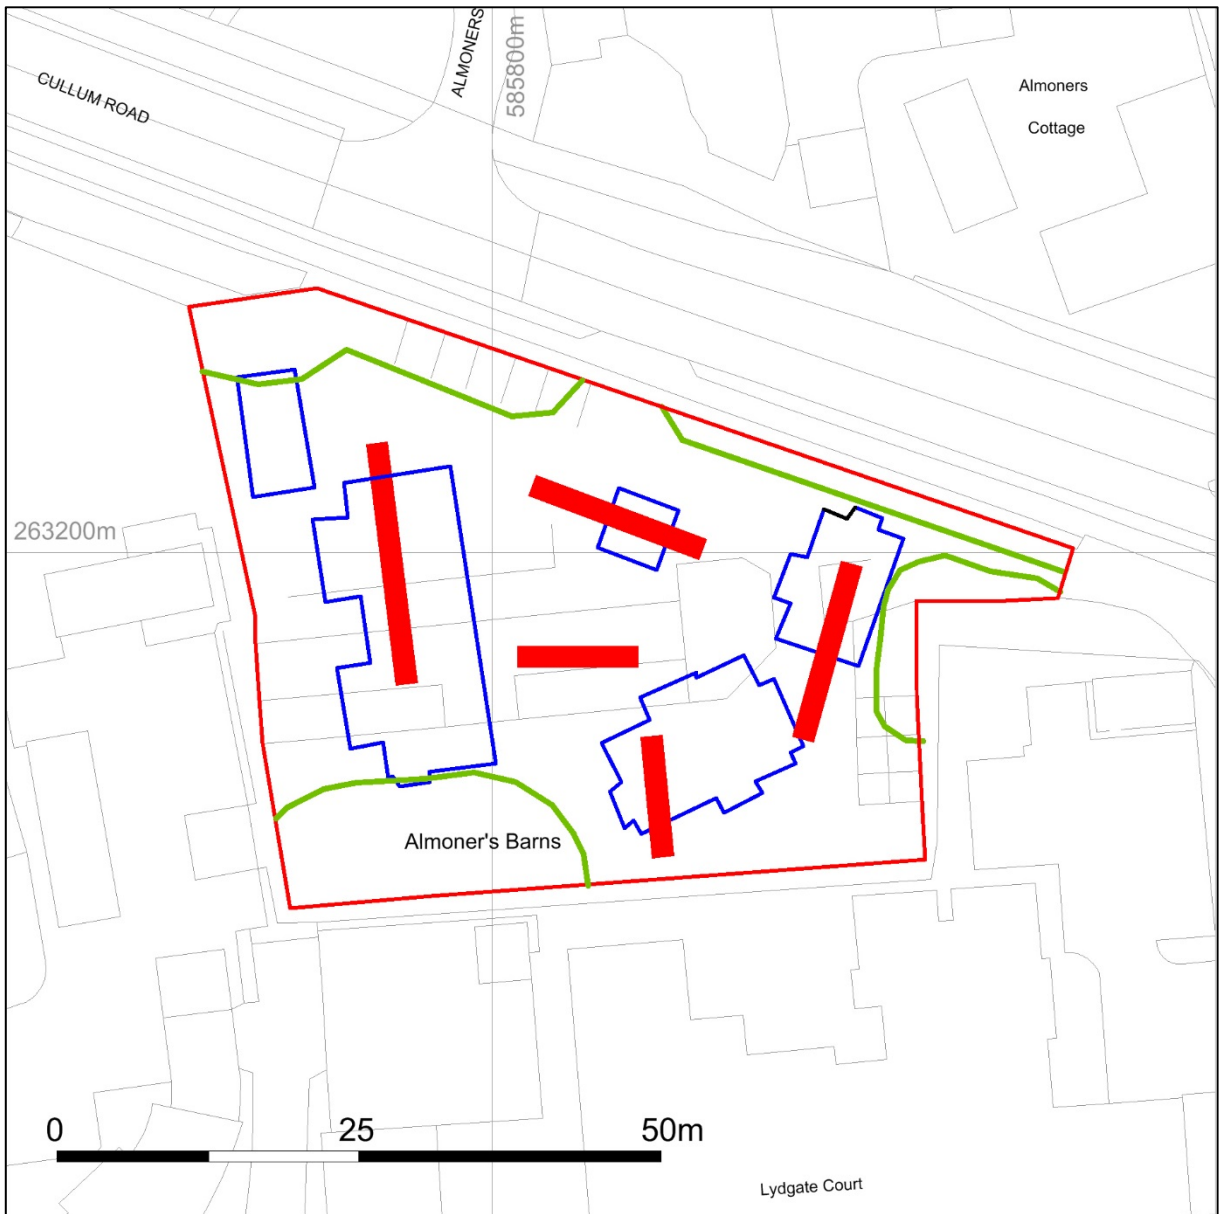 CULLUM ROAD
ALMONERS
585800m
Almoners
Cottage
263200m
Almoner's Barns
0 25 50m
Lydgate Court